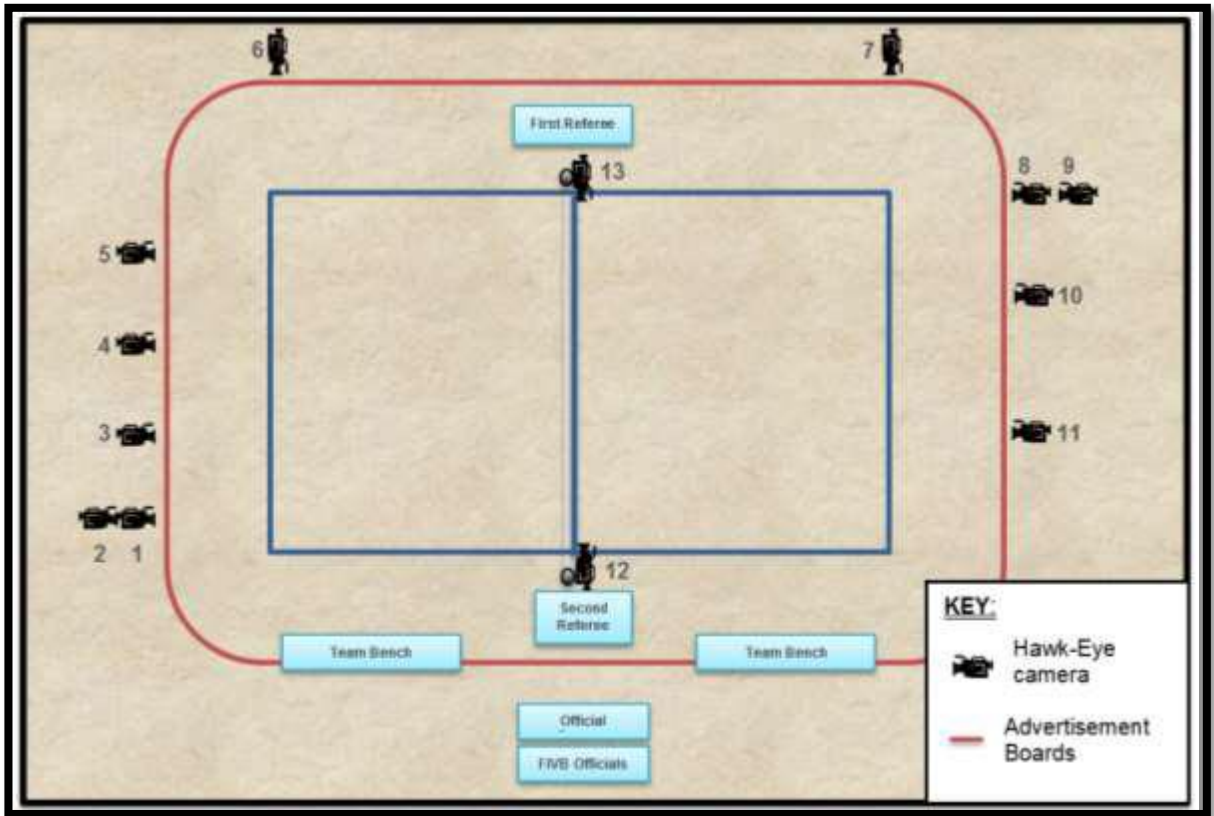 6
7
First Referee
13
8 9
5
10
4
3
11
2 1
12
Second
Referee
Team Bench
Team Bench
Official
FIVB Officials
KEY:
Hawk-Eye
camera
Advertisement
Boards